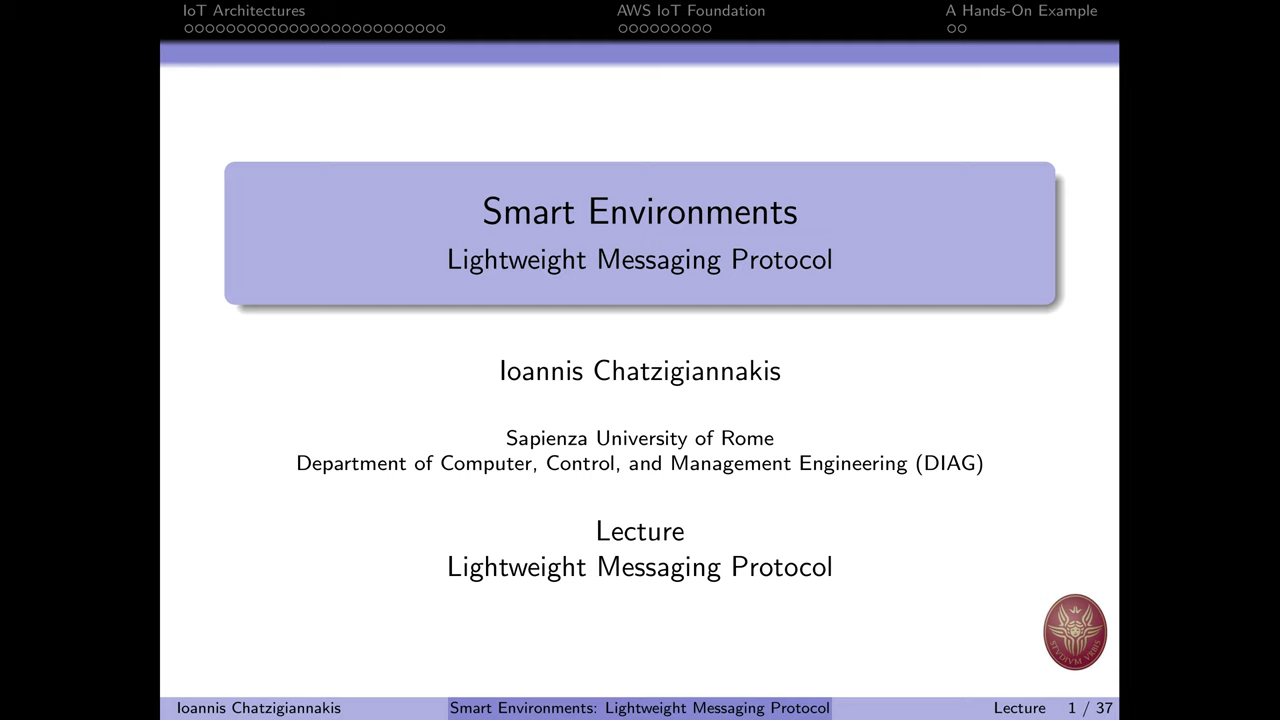 IoT Architectures AWS IoT Foundation A Hands-On Example
Smart Environments
Lightweight Messaging Protocol
Ioannis Chatzigiannakis
Sapienza University of Rome
Department of Computer, Control, and Management Engineering (DIAG)
Lecture
Lightweight Messaging Protocol
STVDIVM VRBIS
Ioannis Chatzigiannakis Smart Environments: Lightweight Messaging Protocol Lecture 1 / 37